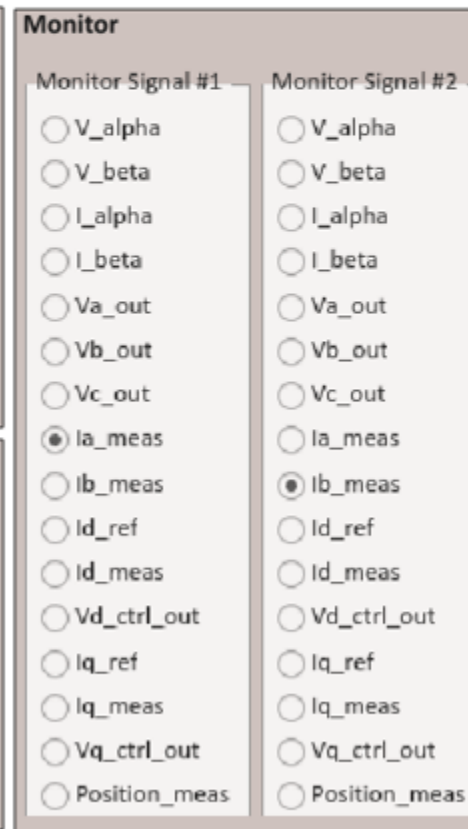 Monitor
Monitor Signal #1
V_alpha
V_beta
I_alpha
I_beta
Va_out
Vb_out
Vc_out
Ia_meas
Ib_meas
Id_ref
Id_meas
Vd_ctrl_out
Iq_ref
Iq_meas
Vq_ctrl_out
Position_meas
Monitor Signal #2
V_alpha
V_beta
I_alpha
I_beta
Va_out
Vb_out
Vc_out
Ia_meas
Ib_meas
Id_ref
Id_meas
Vd_ctrl_out
Iq_ref
Iq_meas
Vq_ctrl_out
Position_meas